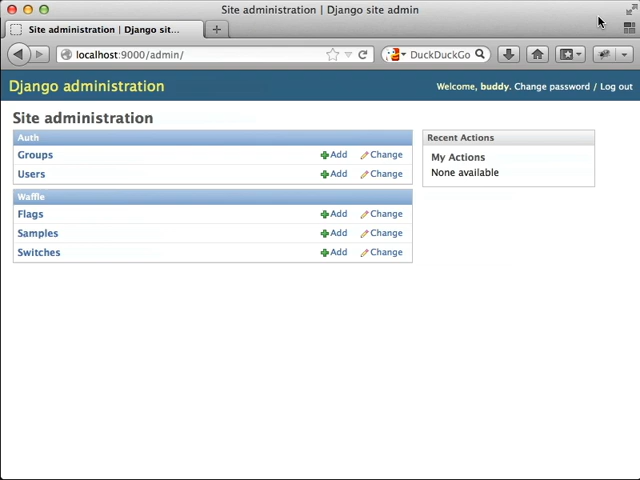 Site administration | Django site admin
Site administration | Django sit...
localhost:9000/admin/
DuckDuckGo
Django administration
Welcome, buddy. Change password / Log out
Site administration
Auth
Groups Add Change
Users Add Change
Waffle
Flags Add Change
Samples Add Change
Switches Add Change
Recent Actions
My Actions
None available